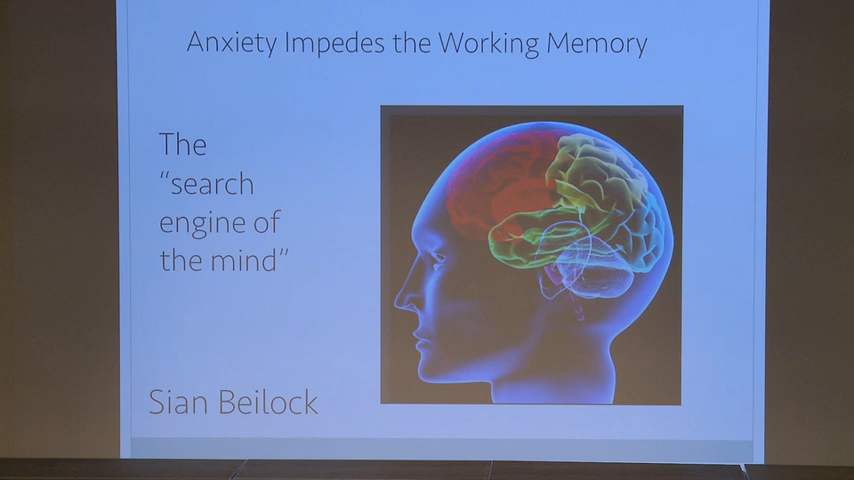 Anxiety Impedes the Working Memory
The
“search
engine of
the mind”
Sian Beilock